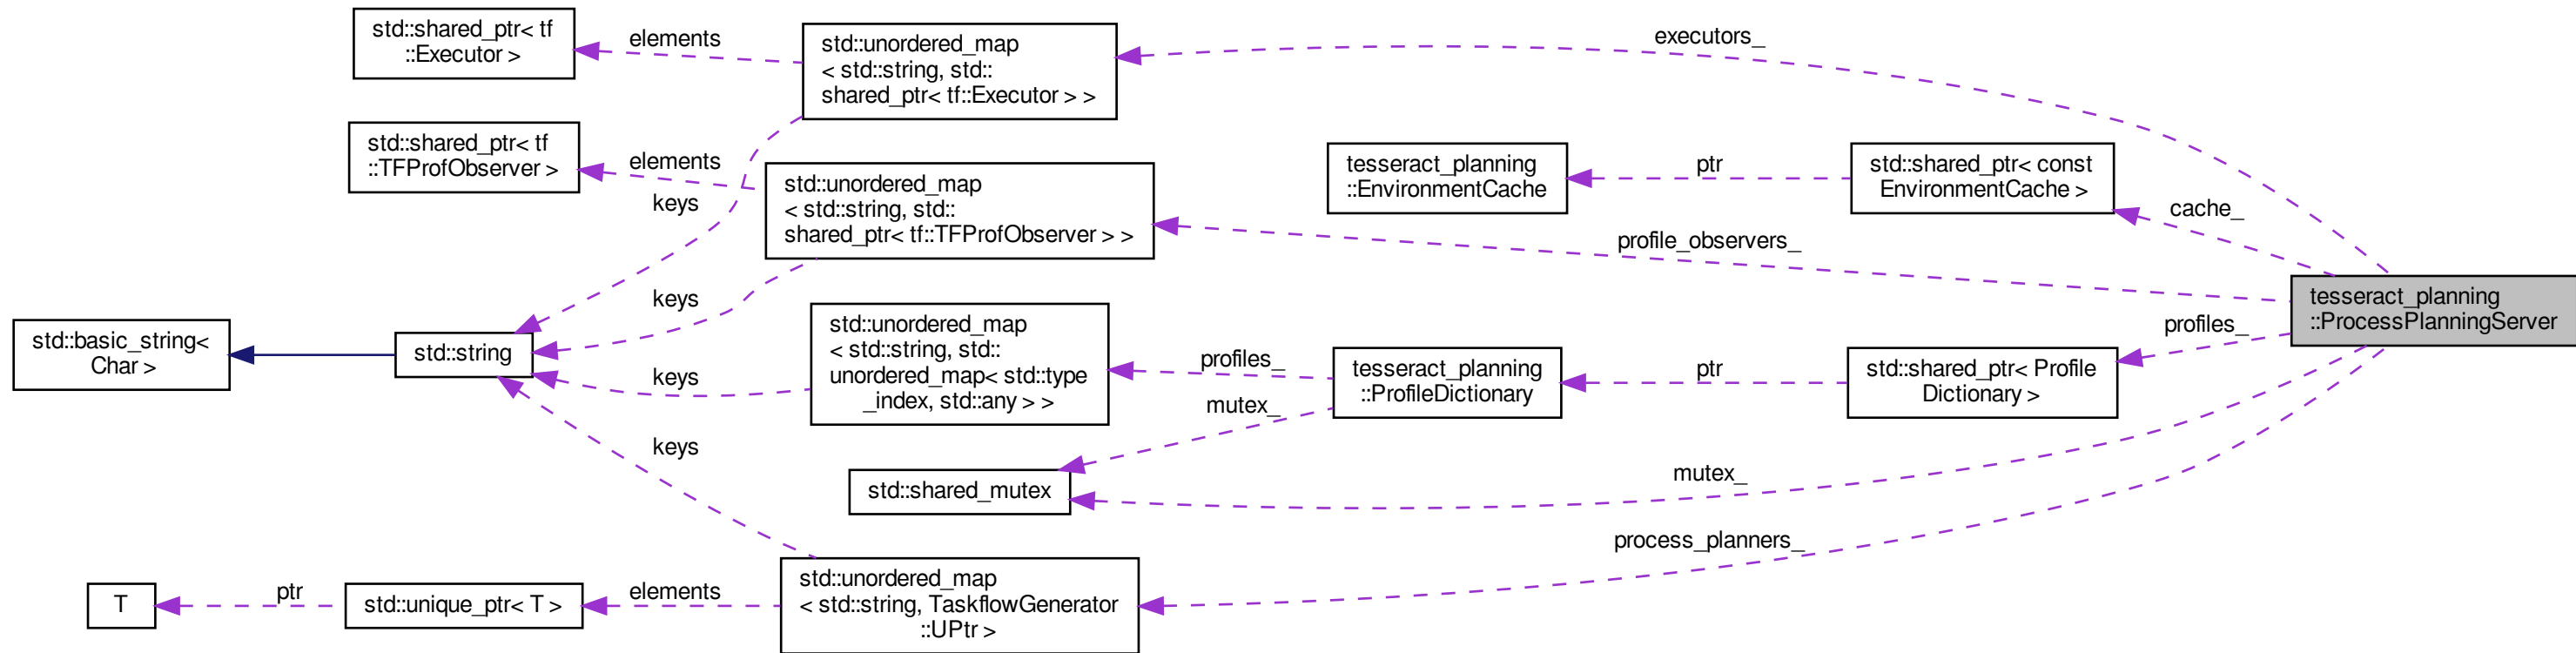 std::shared_ptr< tf
::Executor >
elements
std::unordered_map
< std::string, std::
shared_ptr< tf::Executor > >
executors_
std::shared_ptr< tf
::TFProfObserver >
elements
keys
std::unordered_map
< std::string, std::
shared_ptr< tf::TFProfObserver > >
tesseract_planning
::EnvironmentCache
ptr
std::shared_ptr< const
EnvironmentCache >
cache_
profile_observers_
tesseract_planning
::ProcessPlanningServer
keys
std::basic_string<
Char >
std::string
keys
std::unordered_map
< std::string, std::
unordered_map< std::type
_index, std::any > >
profiles_
mutex_
tesseract_planning
::ProfileDictionary
ptr
std::shared_ptr< Profile
Dictionary >
profiles_
keys
std::shared_mutex
mutex_
process_planners_
T
ptr
std::unique_ptr< T >
elements
std::unordered_map
< std::string, TaskflowGenerator
::UPtr >